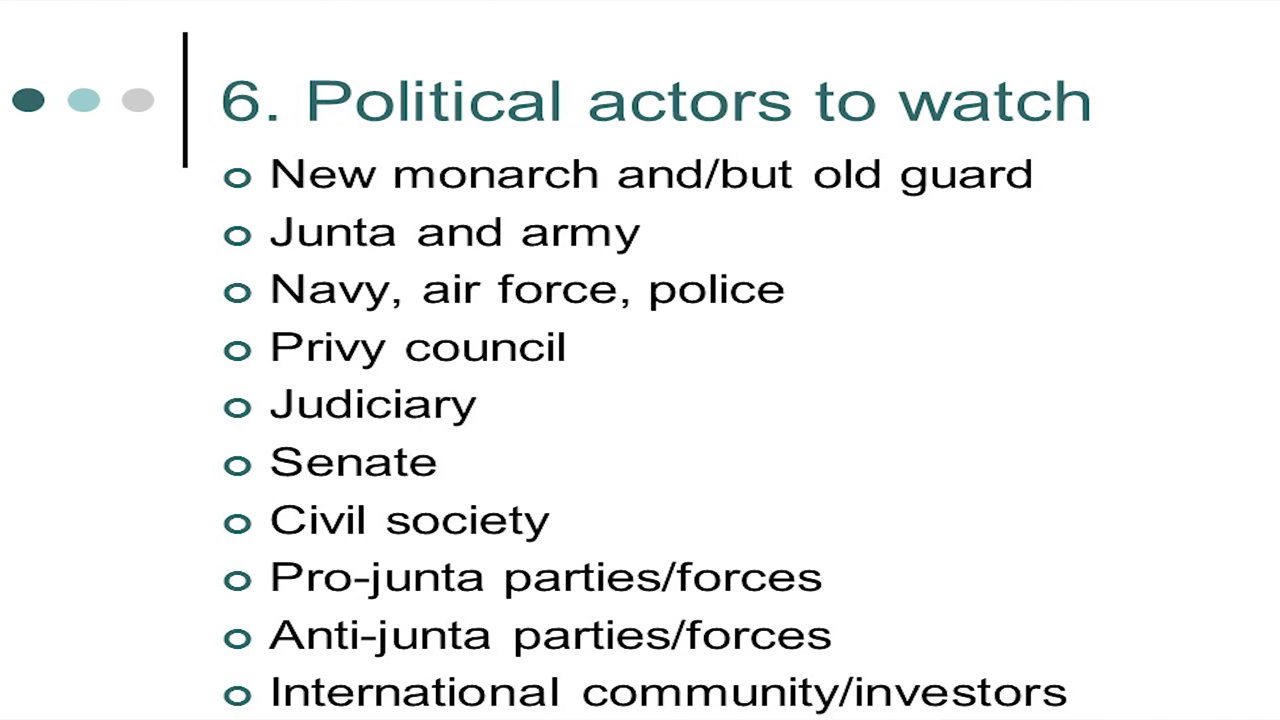 6. Political actors to watch
New monarch and/but old guard
Junta and army
Navy, air force, police
Privy council
Judiciary
Senate
Civil society
Pro-junta parties/forces
Anti-junta parties/forces
International community/investors